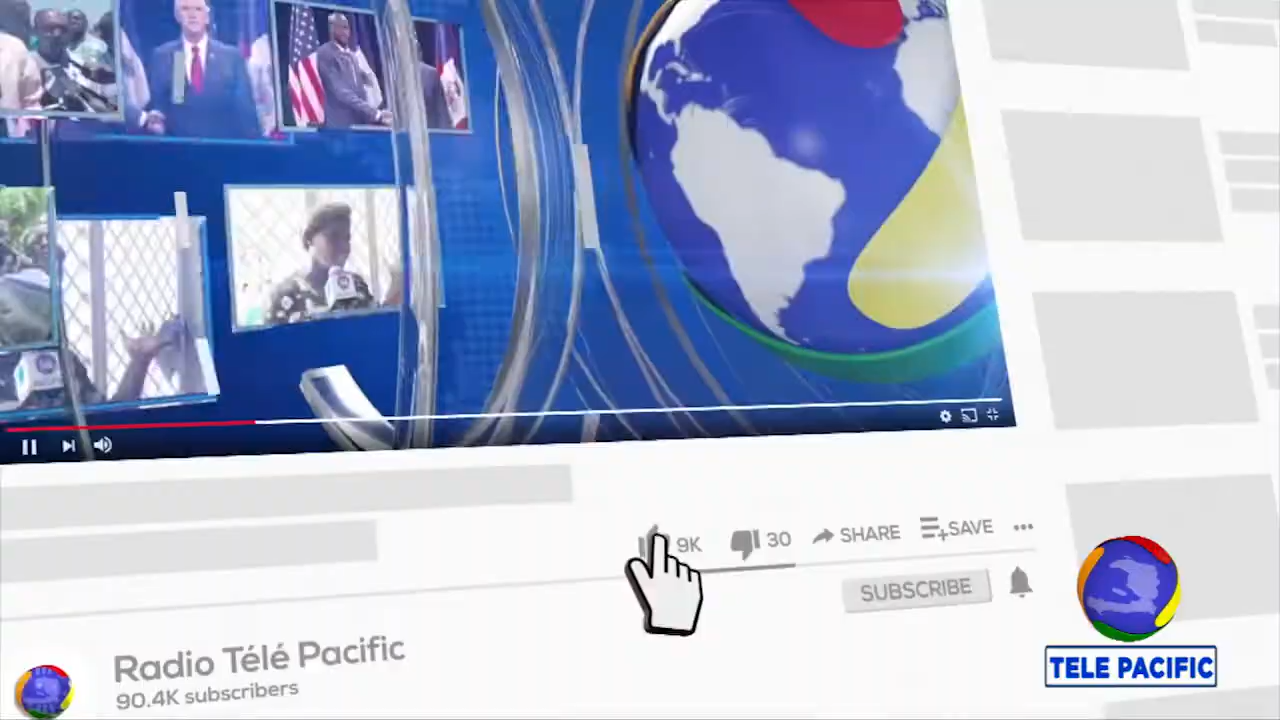 9K
30
SHARE
SAVE
SUBSCRIBE
Radio Télé Pacific
90.4K subscribers
TELE PACIFIC